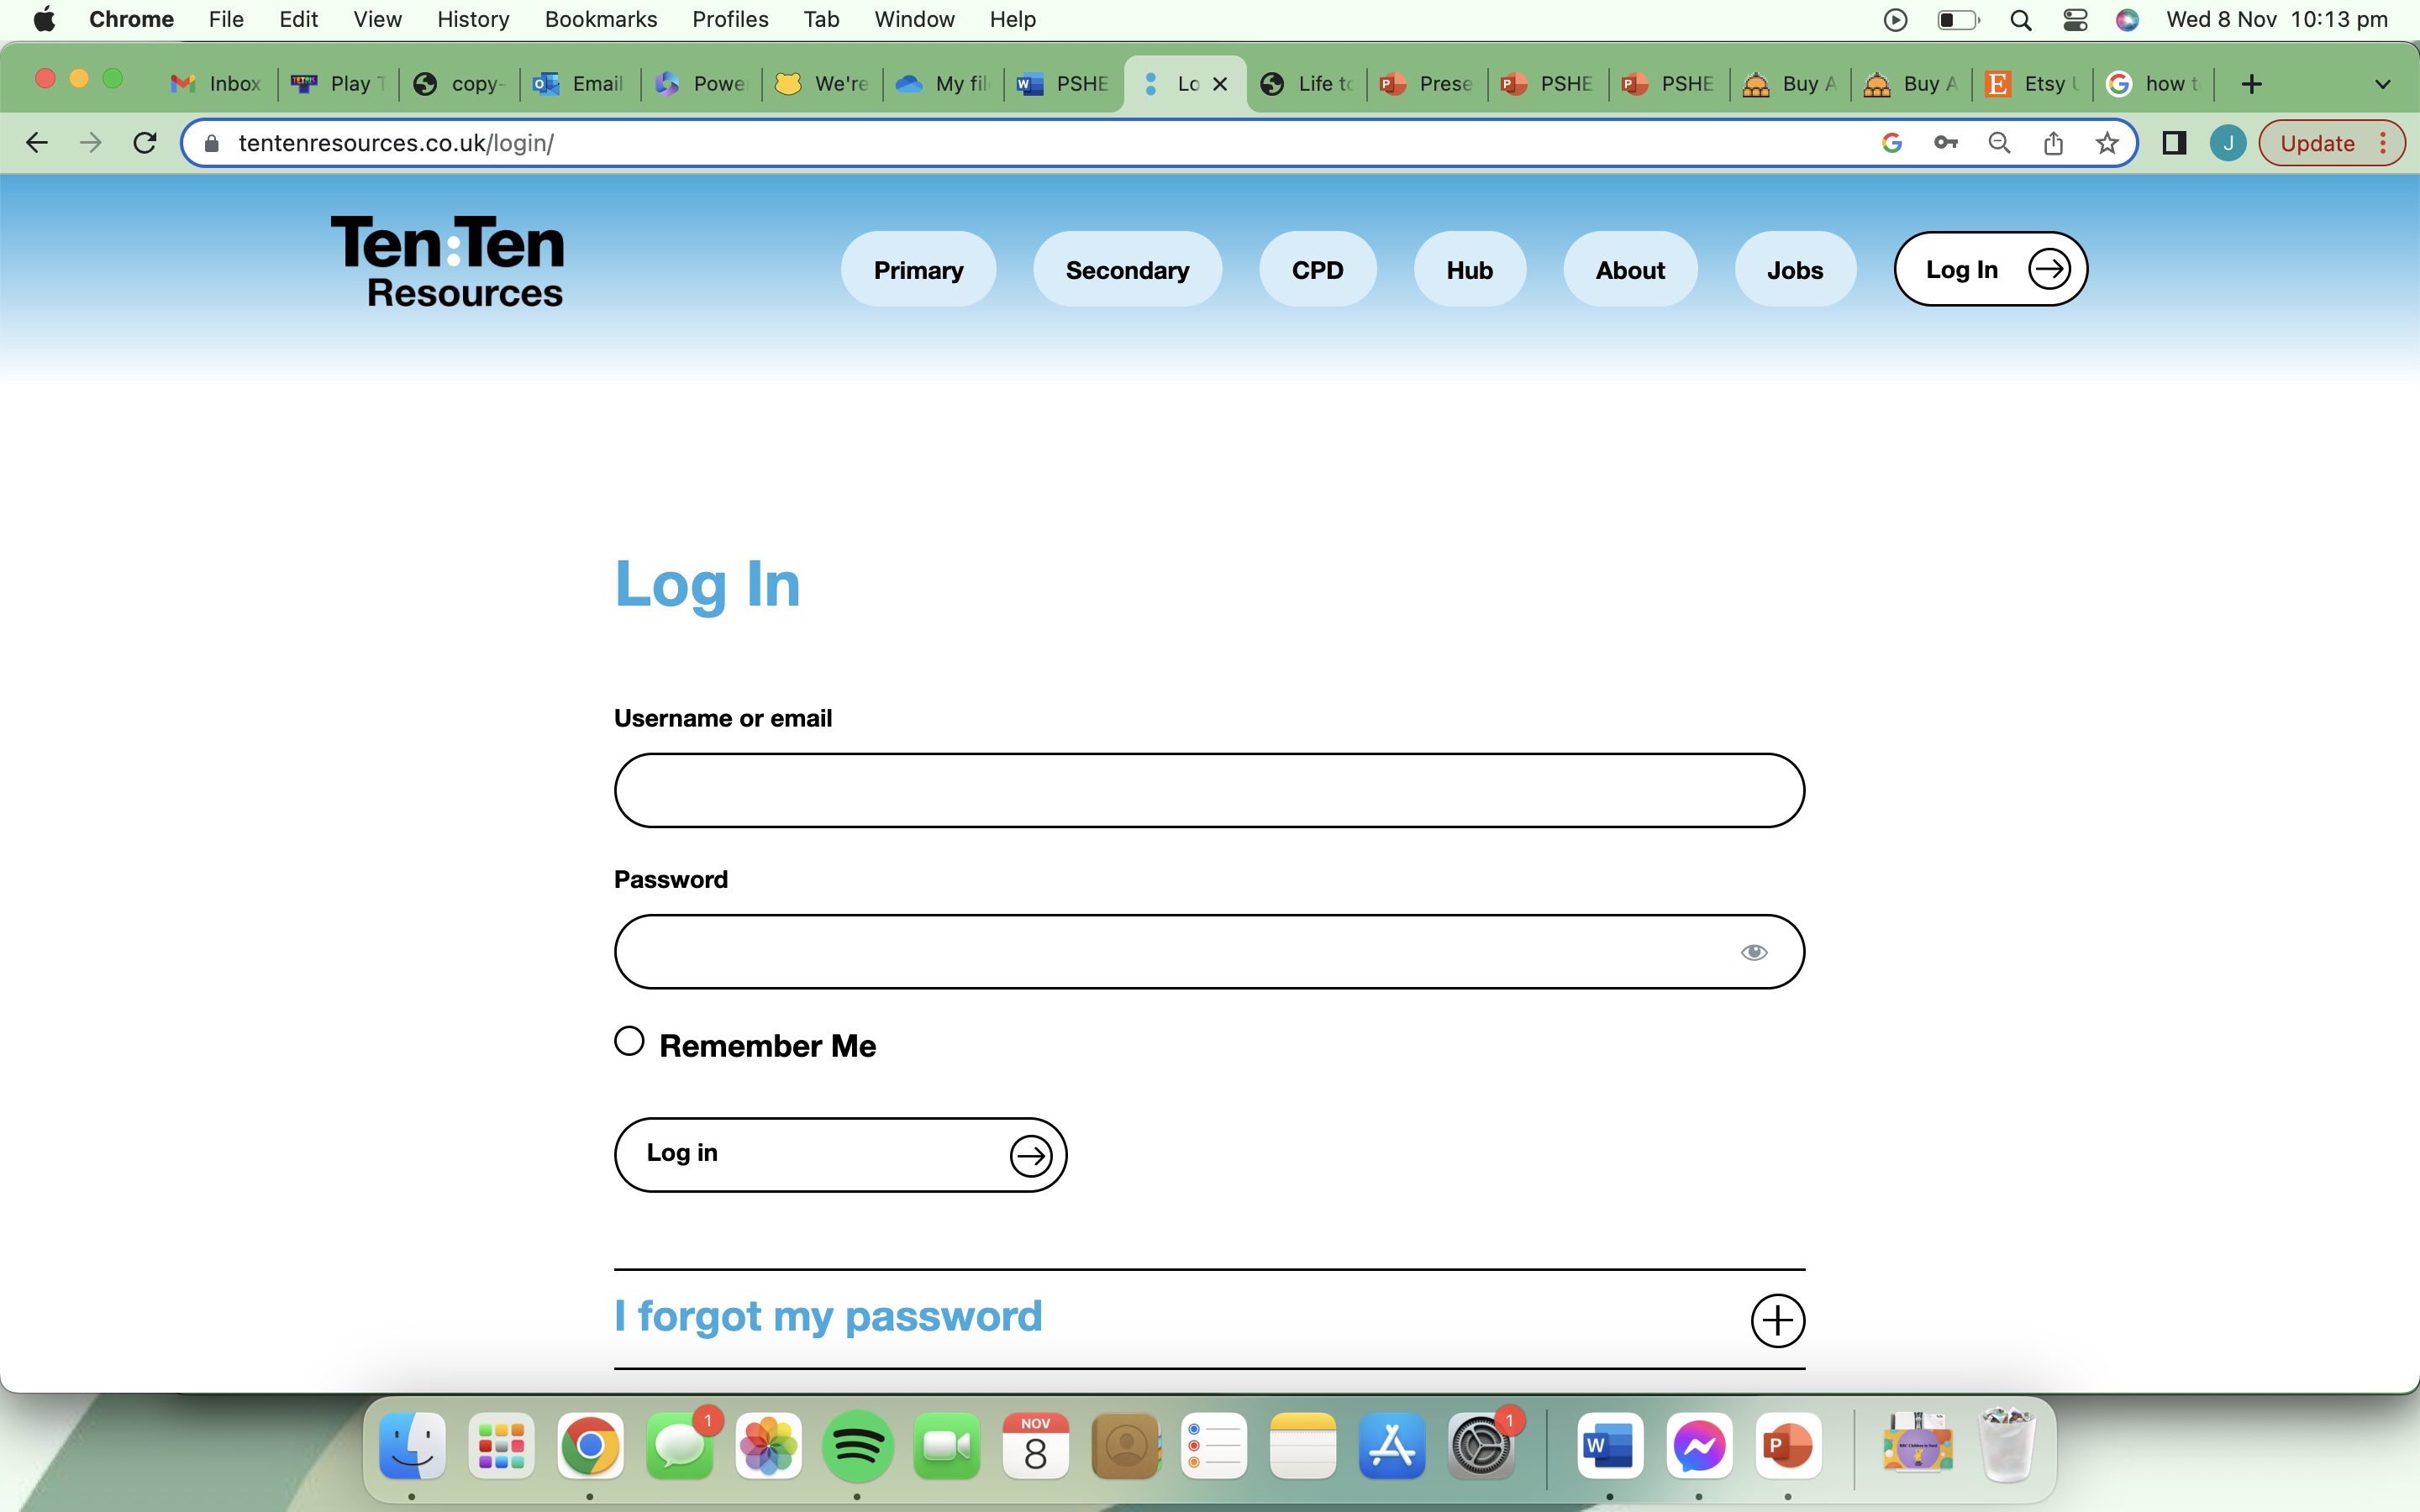 Chrome File Edit View History Bookmarks Profiles Tab Window Help Wed 8 Nov 10:13 pm
Inbox Play T copy- Email Power We're My fil PSHE Lo Life to Prese PSHE PSHE Buy A Buy A Etsy U how t
tentenresources.co.uk/login/ J Update
Ten:Ten
Resources
Primary Secondary CPD Hub About Jobs Log In
Log In
Username or email
Password
Remember Me
Log in
I forgot my password
1 NOV 8 1